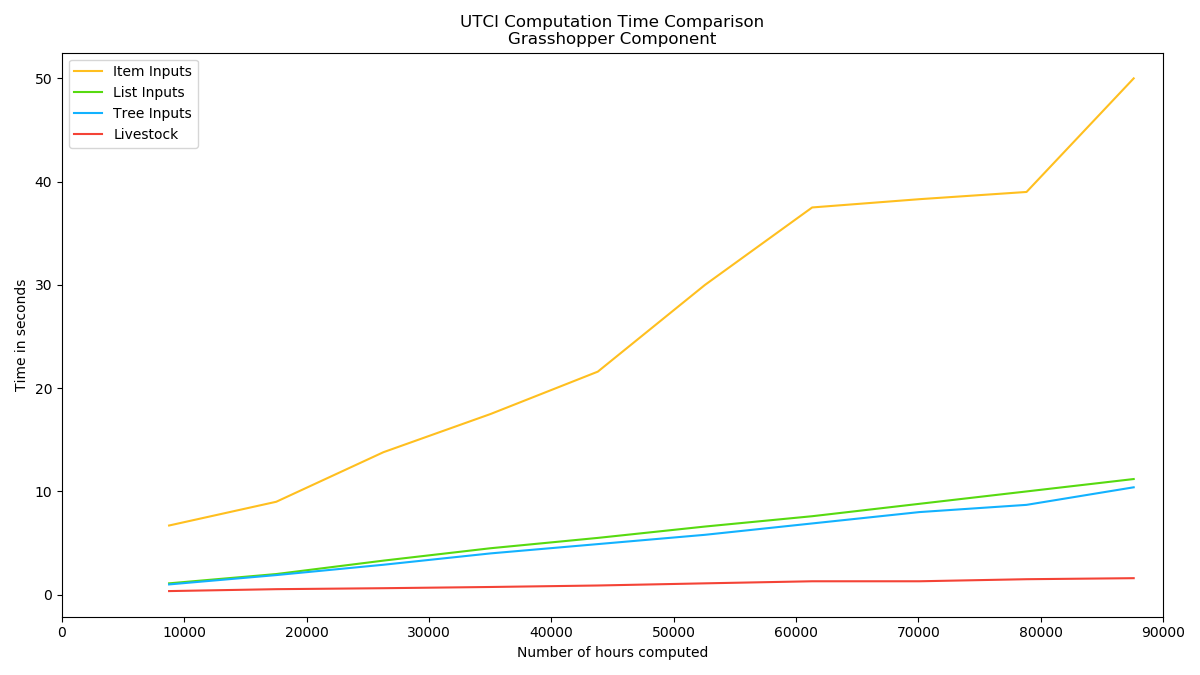 UTCI Computation Time Comparison
Grasshopper Component
Item Inputs
List Inputs
Tree Inputs
Livestock
Time in seconds
50
40
30
20
10
0
0 10000 20000 30000 40000 50000 60000 70000 80000 90000
Number of hours computed